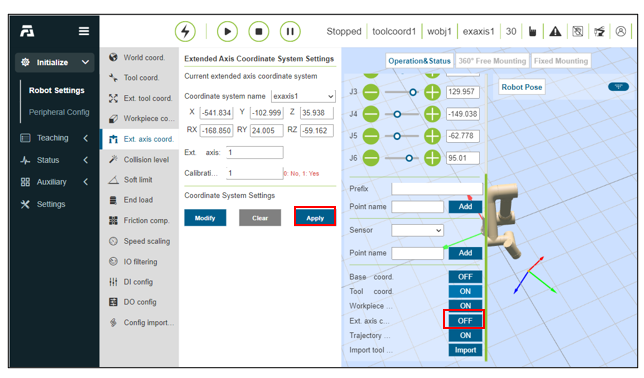 Stopped toolcoord1 wobj1 exaxis1 30
Initialize
Robot Settings
Peripheral Config
Teaching
Status
Auxiliary
Settings
World coord.
Tool coord.
Ext. tool coord.
Workpiece co...
Ext. axis coord.
Collision level
Soft limit
End load
Friction comp.
Speed scaling
IO filtering
DI config
DO config
Config import...
Extended Axis Coordinate System Settings
Current extended axis coordinate system
Coordinate system name exaxis1
X -541.834 Y -102.999 Z 35.938
RX -168.850 RY 24.005 RZ -59.162
Ext. axis: 1
Calibrati... 1 0: No, 1: Yes
Coordinate System Settings
Modify Clear Apply
Operation&Status 360° Free Mounting Fixed Mounting
J3 129.957
J4 -149.038
J5 -62.778
J6 95.01
Prefix
Point name Add
Sensor
Point name Add
Base coord. OFF
Tool coord. ON
Workpiece ... ON
Ext. axis c... OFF
Trajectory ... ON
Import tool ... Import
Robot Pose